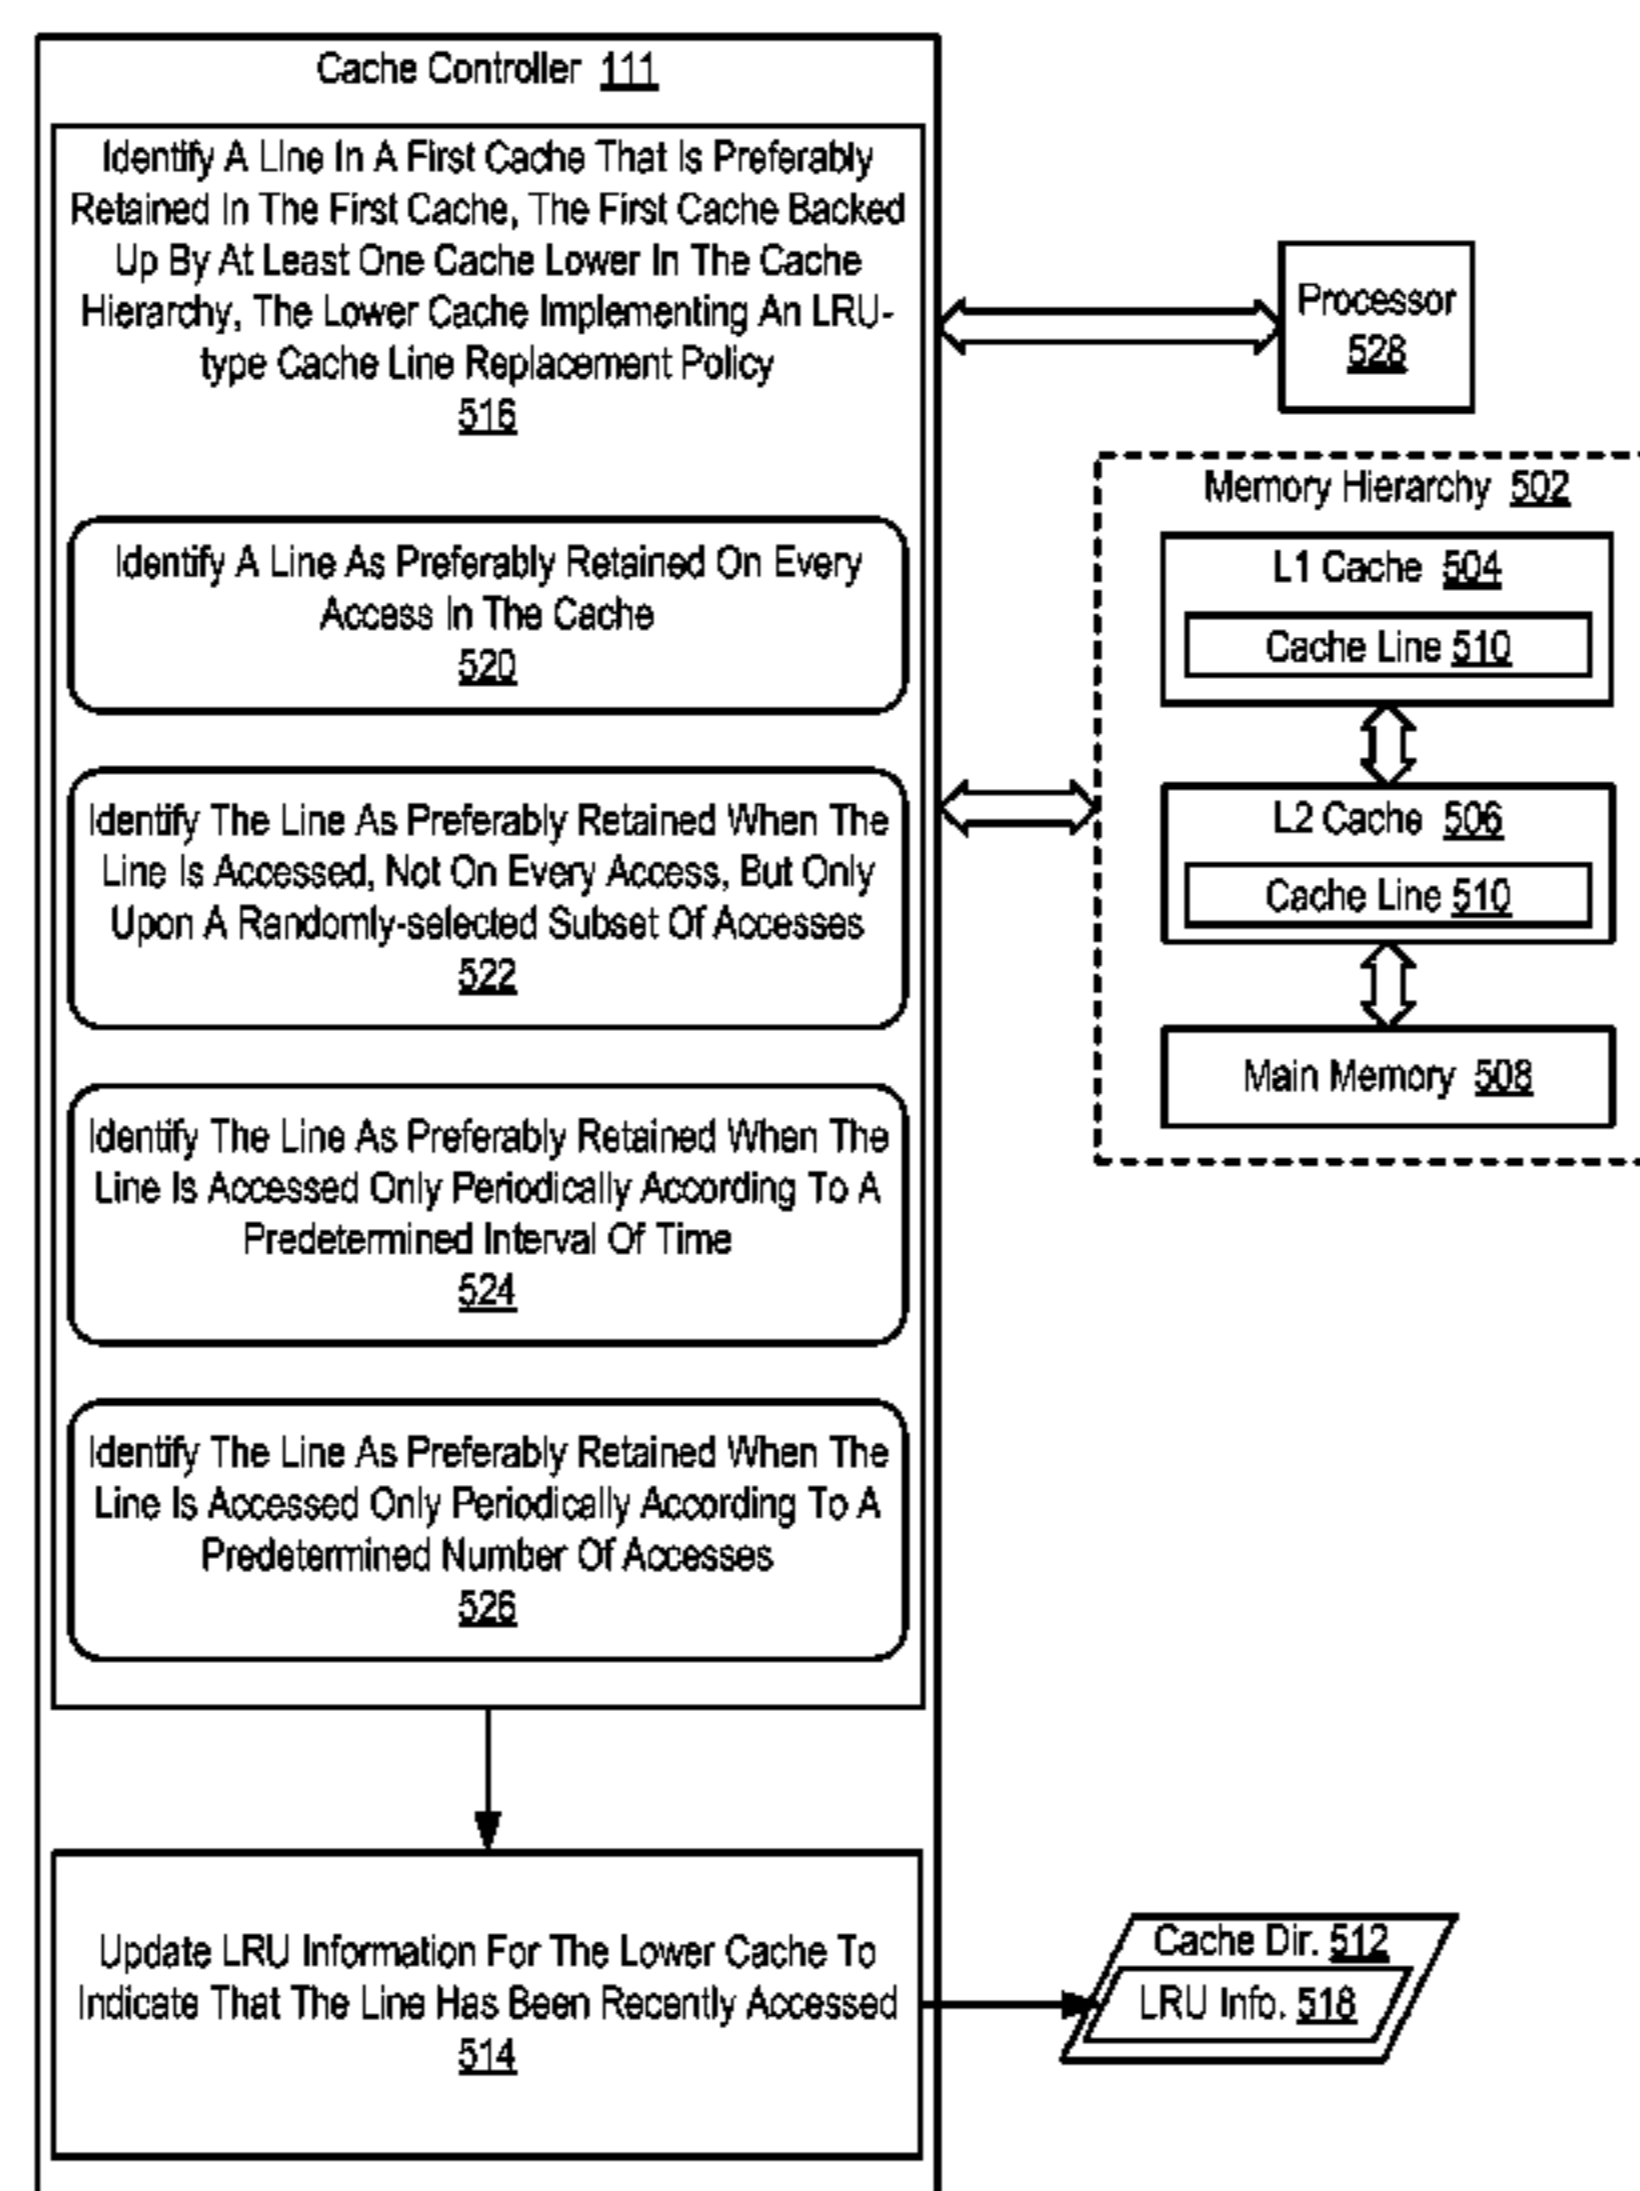 Cache Controller 111
Identify A Line In A First Cache That Is Preferably
Retained In The First Cache, The First Cache Backed
Up By At Least One Cache Lower In The Cache
Hierarchy, The Lower Cache Implementing An LRU-
type Cache Line Replacement Policy
516
Identify A Line As Preferably Retained On Every
Access In The Cache
520
Identify The Line As Preferably Retained When The
Line Is Accessed, Not On Every Access, But Only
Upon A Randomly-selected Subset Of Accesses
522
Identify The Line As Preferably Retained When The
Line Is Accessed Only Periodically According To A
Predetermined Interval Of Time
524
Identify The Line As Preferably Retained When The
Line Is Accessed Only Periodically According To A
Predetermined Number Of Accesses
526
Update LRU Information For The Lower Cache To
Indicate That The Line Has Been Recently Accessed
514
Processor
528
Memory Hierarchy 502
L1 Cache 504
Cache Line 510
L2 Cache 506
Cache Line 510
Main Memory 508
Cache Dir. 512
LRU Info. 518